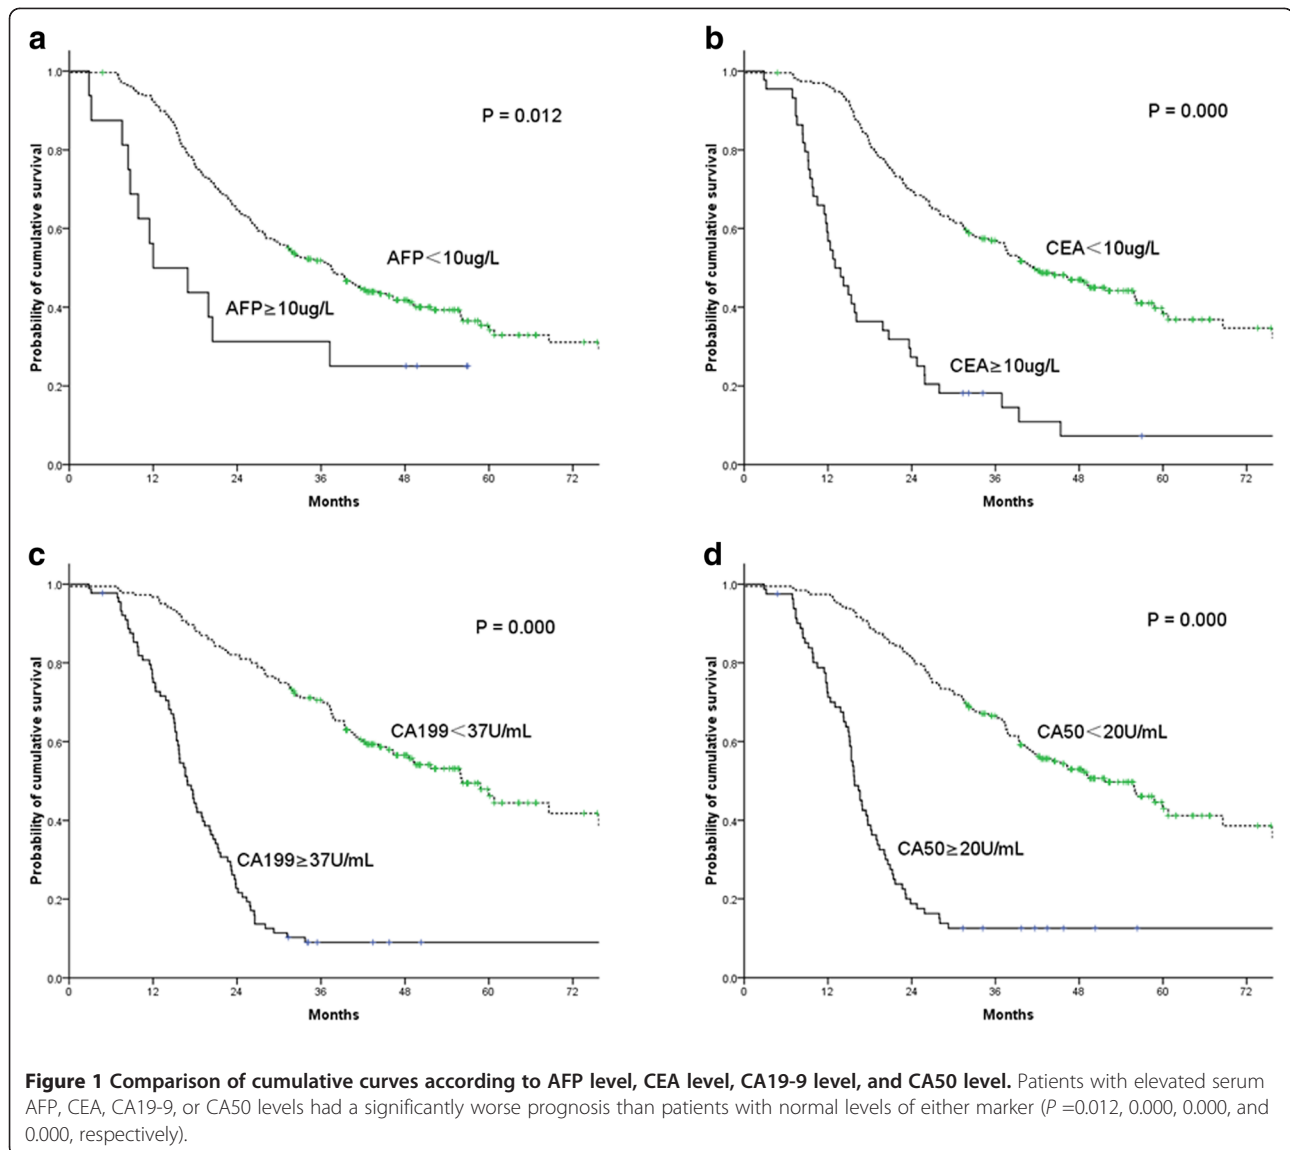 a
Probability of cumulative survival
1.0
0.8
0.6
0.4
0.2
0.0
P = 0.012
AFP<10ug/L
AFP≥10ug/L
0 12 24 36 48 60 72
Months
b
Probability of cumulative survival
1.0
0.8
0.6
0.4
0.2
0.0
P = 0.000
CEA<10ug/L
CEA≥10ug/L
0 12 24 36 48 60 72
Months
c
Probability of cumulative survival
1.0
0.8
0.6
0.4
0.2
0.0
P = 0.000
CA199<37U/mL
CA199≥37U/mL
0 12 24 36 48 60 72
Months
d
Probability of cumulative survival
1.0
0.8
0.6
0.4
0.2
0.0
P = 0.000
CA50<20U/mL
CA50≥20U/mL
0 12 24 36 48 60 72
Months
Figure 1 Comparison of cumulative curves according to AFP level, CEA level, CA19-9 level, and CA50 level. Patients with elevated serum
AFP, CEA, CA19-9, or CA50 levels had a significantly worse prognosis than patients with normal levels of either marker (P =0.012, 0.000, 0.000, and
0.000, respectively).